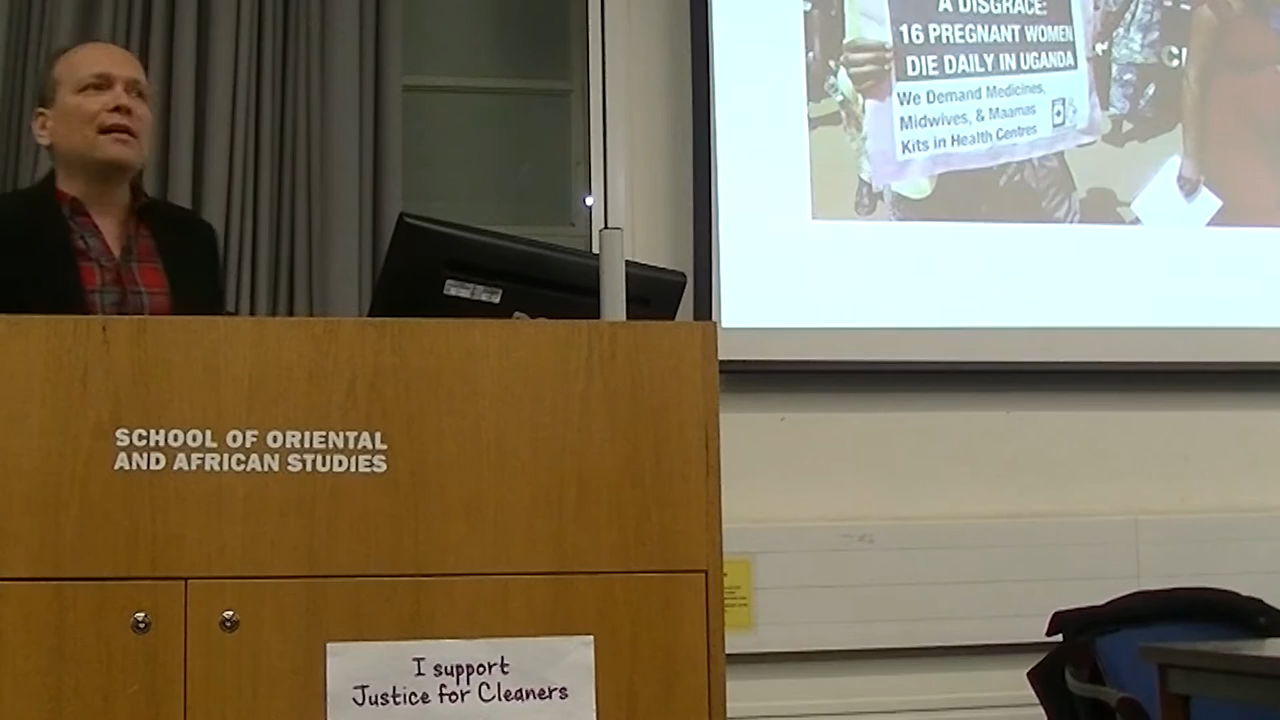 A DISGRACE:
16 PREGNANT WOMEN
DIE DAILY IN UGANDA
We Demand Medicines,
Midwives, & Maamas
Kits in Health Centres
SCHOOL OF ORIENTAL
AND AFRICAN STUDIES
I support
Justice for Cleaners